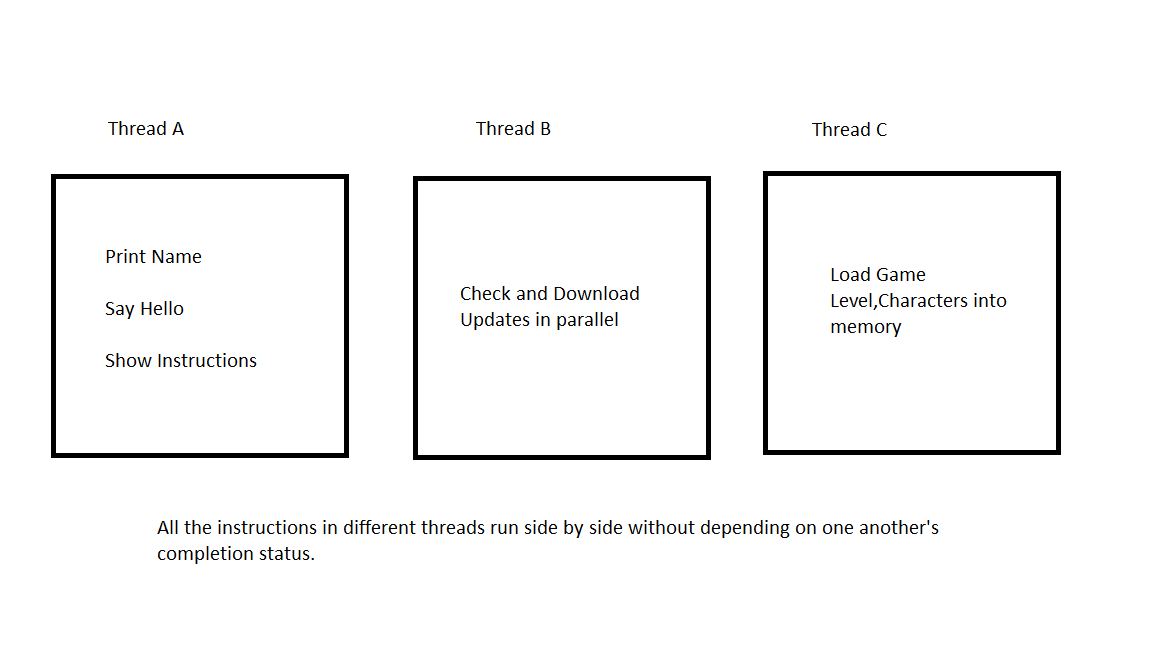 Thread A
Thread B
Thread C
Print Name
Say Hello
Show Instructions
Check and Download
Updates in parallel
Load Game
Level,Characters into
memory
All the instructions in different threads run side by side without depending on one another's
completion status.